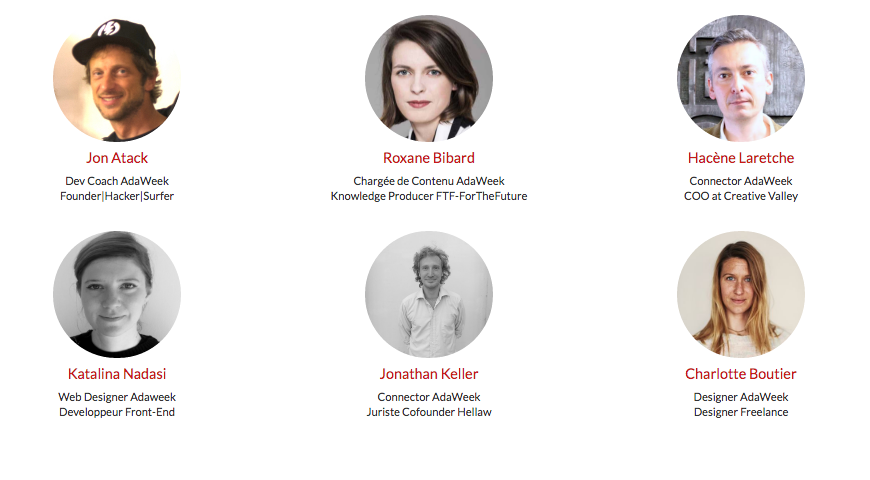 Jon Atack
Dev Coach AdaWeek
Founder|Hacker|Surfer
Roxane Bibard
Chargée de Contenu AdaWeek
Knowledge Producer FTF-ForTheFuture
Hacène Laretche
Connector AdaWeek
COO at Creative Valley
Katalina Nadasi
Web Designer Adaweek
Developpeur Front-End
Jonathan Keller
Connector AdaWeek
Juriste Cofounder Hellaw
Charlotte Boutier
Designer AdaWeek
Designer Freelance